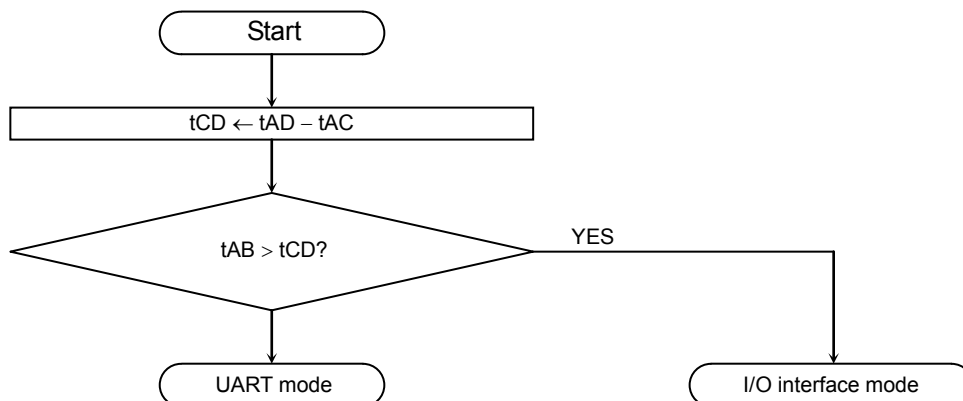 Start
tCD ← tAD − tAC
tAB > tCD?
YES
UART mode
I/O interface mode